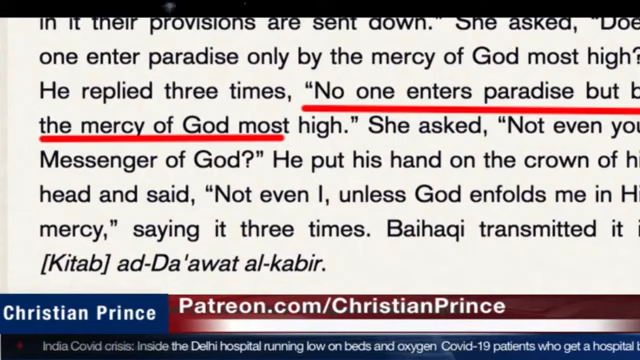 in it their provisions are sent down." She asked, "Doe
one enter paradise only by the mercy of God most high?
He replied three times, "No one enters paradise but b
the mercy of God most high." She asked, "Not even you
Messenger of God?" He put his hand on the crown of hi
head and said, "Not even I, unless God enfolds me in Hi
mercy," saying it three times. Baihaqi transmitted it i
[Kitab] ad-Da'awat al-kabir.
Christian Prince
Patreon.com/ChristianPrince
India Covid crisis: Inside the Delhi hospital running low on beds and oxygen Covid-19 patients who get a hospital b